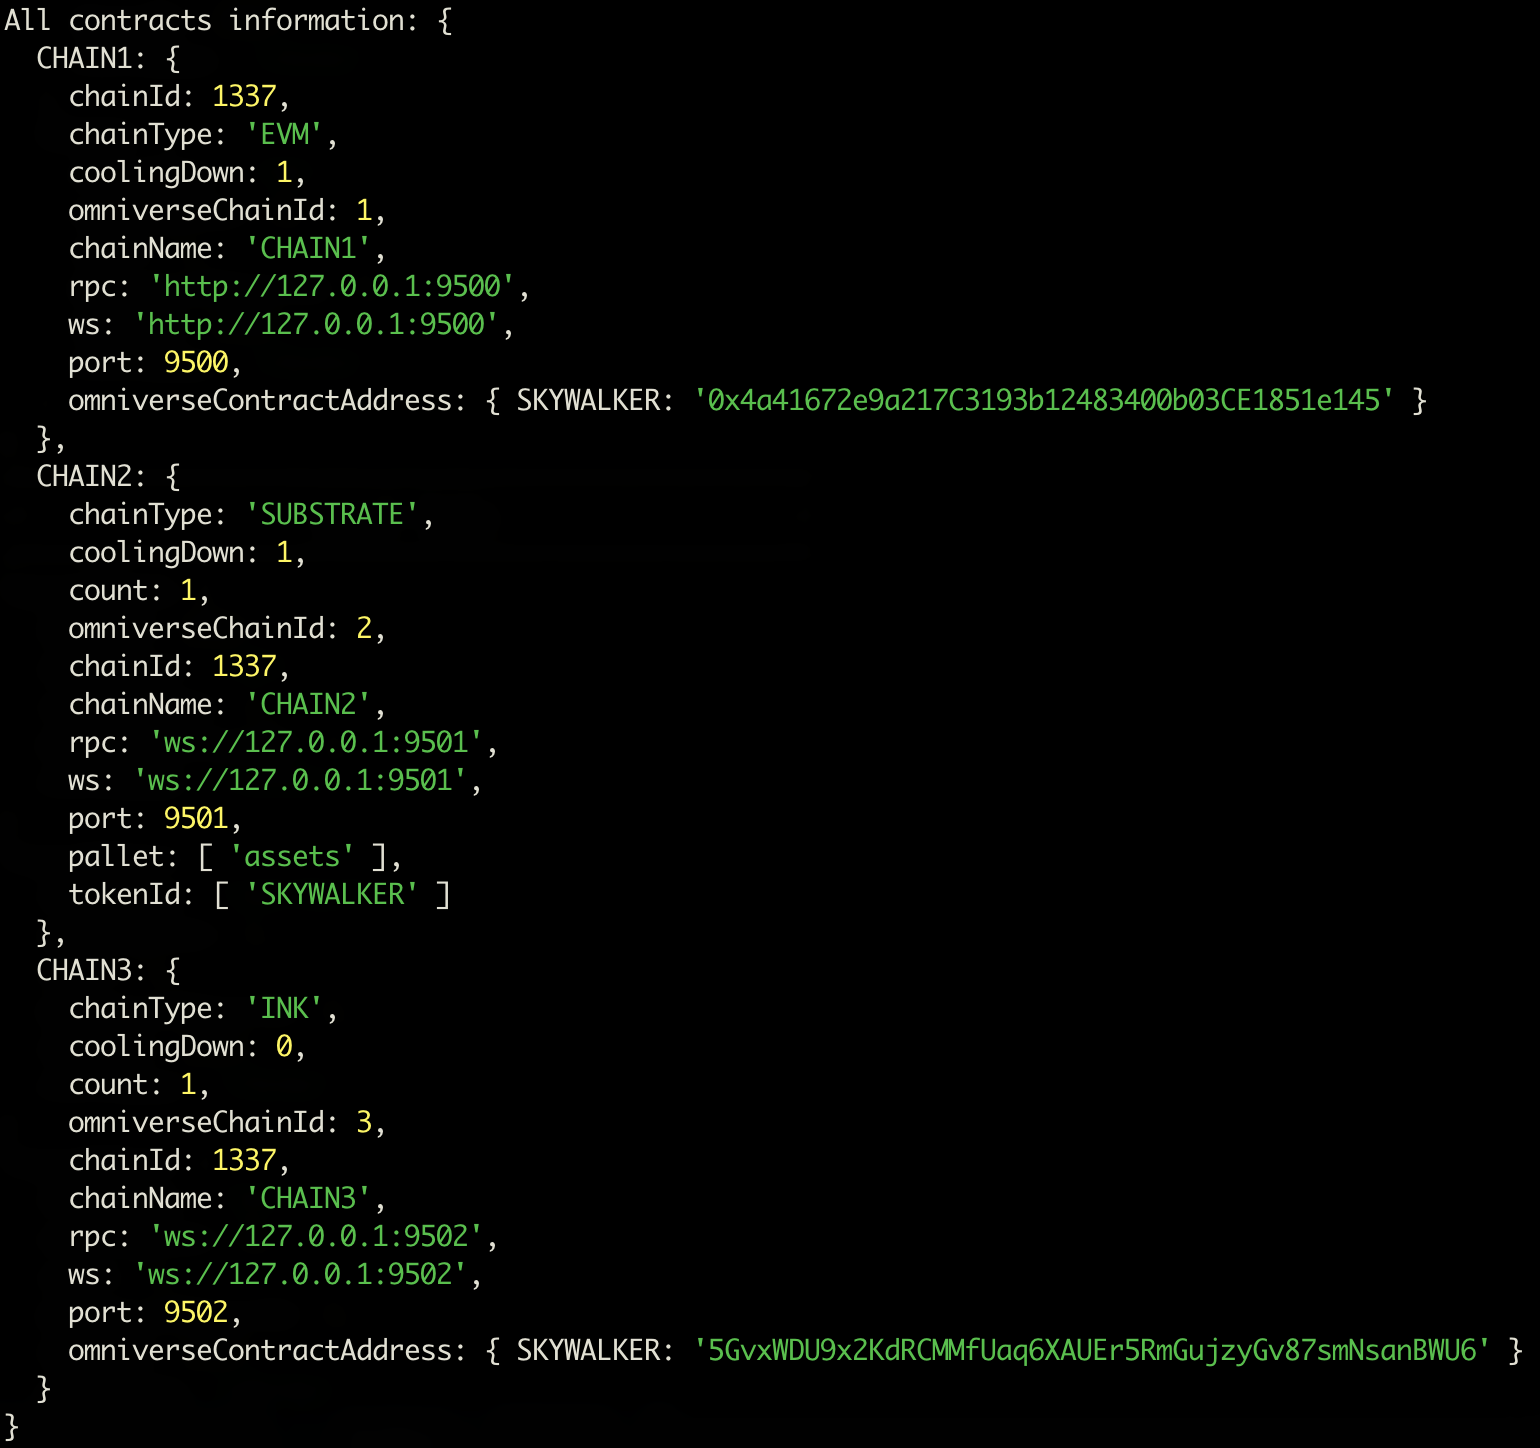 All contracts information: {
  CHAIN1: {
    chainId: 1337,
    chainType: 'EVM',
    coolingDown: 1,
    omniverseChainId: 1,
    chainName: 'CHAIN1',
    rpc: 'http://127.0.0.1:9500',
    ws: 'http://127.0.0.1:9500',
    port: 9500,
    omniverseContractAddress: { SKYWALKER: '0x4a41672e9a217C3193b12483400b03CE1851e145' }
  },
  CHAIN2: {
    chainType: 'SUBSTRATE',
    coolingDown: 1,
    count: 1,
    omniverseChainId: 2,
    chainId: 1337,
    chainName: 'CHAIN2',
    rpc: 'ws://127.0.0.1:9501',
    ws: 'ws://127.0.0.1:9501',
    port: 9501,
    pallet: [ 'assets' ],
    tokenId: [ 'SKYWALKER' ]
  },
  CHAIN3: {
    chainType: 'INK',
    coolingDown: 0,
    count: 1,
    omniverseChainId: 3,
    chainId: 1337,
    chainName: 'CHAIN3',
    rpc: 'ws://127.0.0.1:9502',
    ws: 'ws://127.0.0.1:9502',
    port: 9502,
    omniverseContractAddress: { SKYWALKER: '5GvxWDU9x2KdRCMMfUaq6XAUEr5RmGujzyGv87smNsanBWU6' }
  }
}